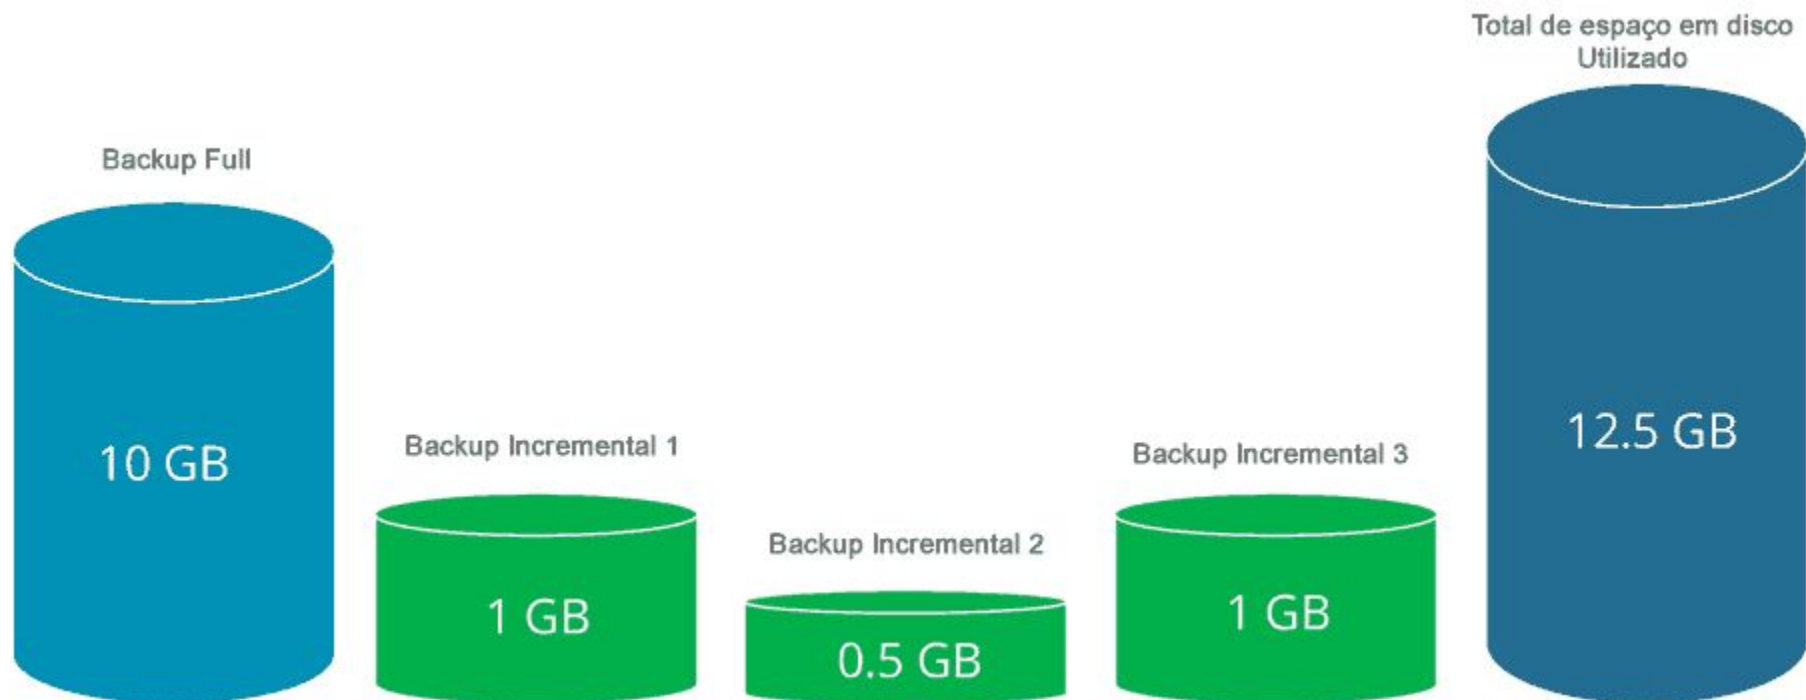 Total de espaço em disco
Utilizado
Backup Full
10 GB
Backup Incremental 1
1 GB
Backup Incremental 2
0.5 GB
Backup Incremental 3
1 GB
12.5 GB